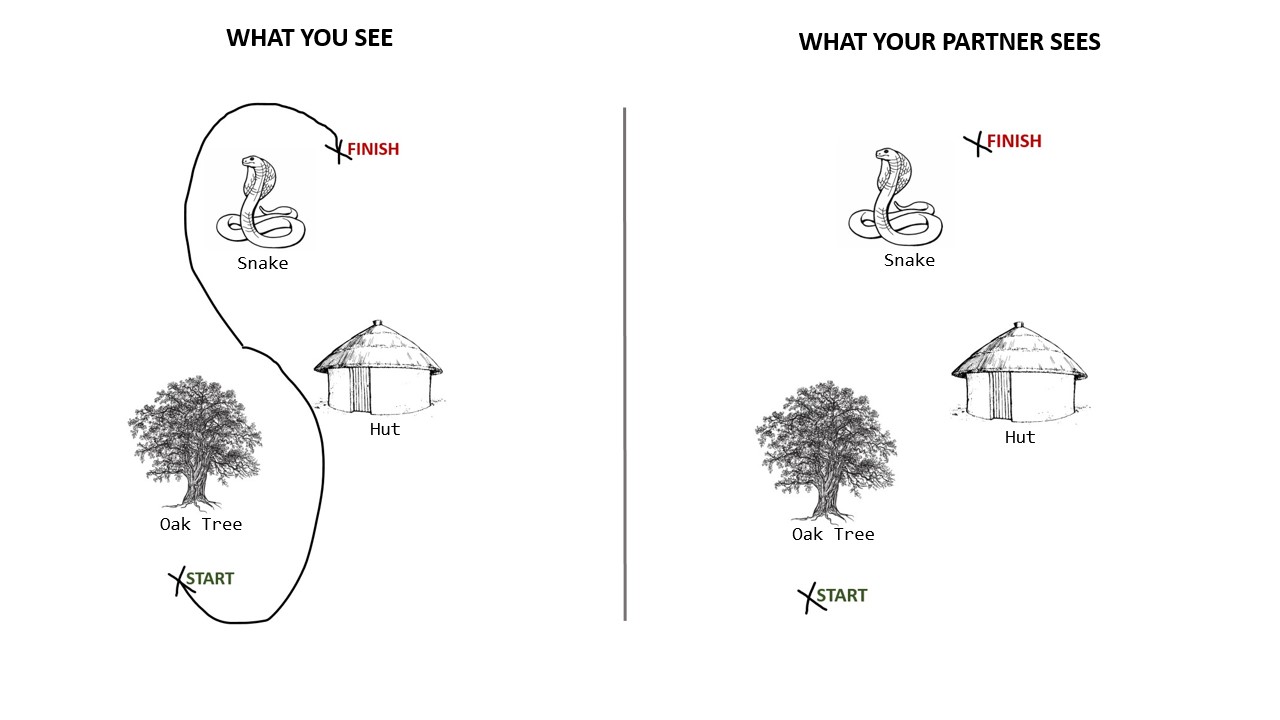 WHAT YOU SEE
FINISH
Snake
Hut
Oak Tree
START
WHAT YOUR PARTNER SEES
FINISH
Snake
Hut
Oak Tree
START